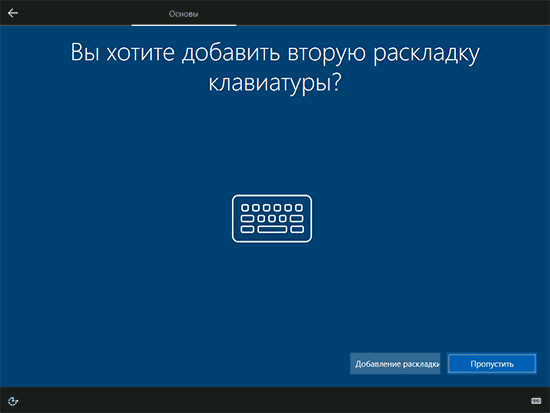 Основы
Вы хотите добавить вторую раскладку
клавиатуры?
Добавление раскладки
Пропустить